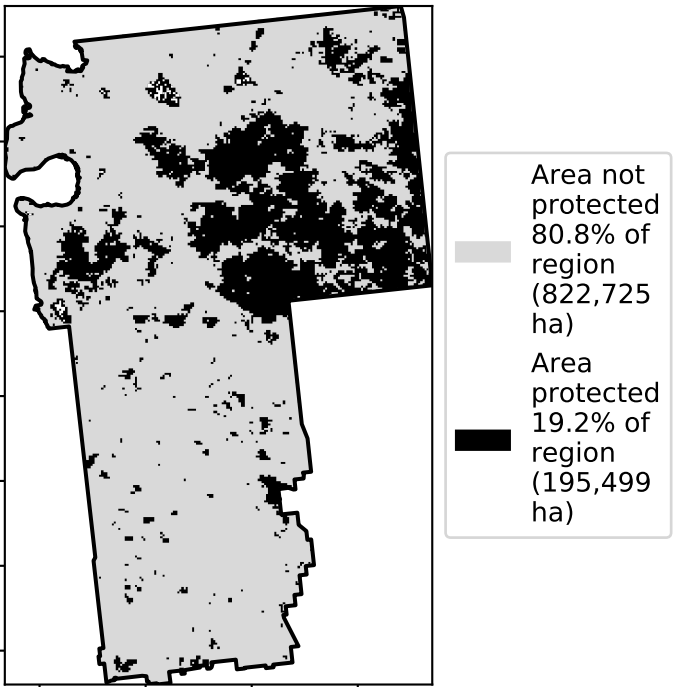 Area not
protected
80.8% of
region
(822,725
ha)
Area
protected
19.2% of
region
(195,499
ha)